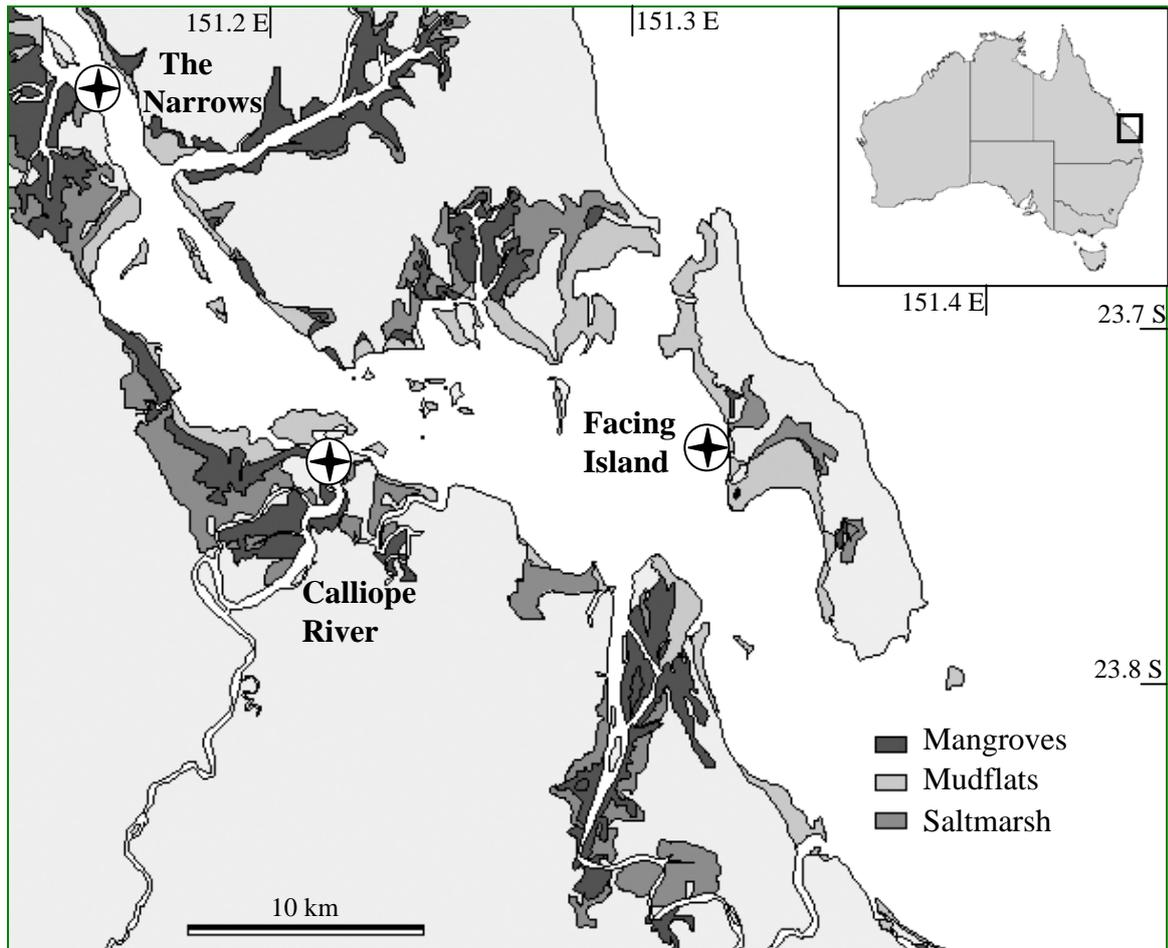 151.2 E
151.3 E
The
Narrows
151.4 E
23.7 S
Facing
Island
Calliope
River
23.8 S
Mangroves
Mudflats
Saltmarsh
10 km